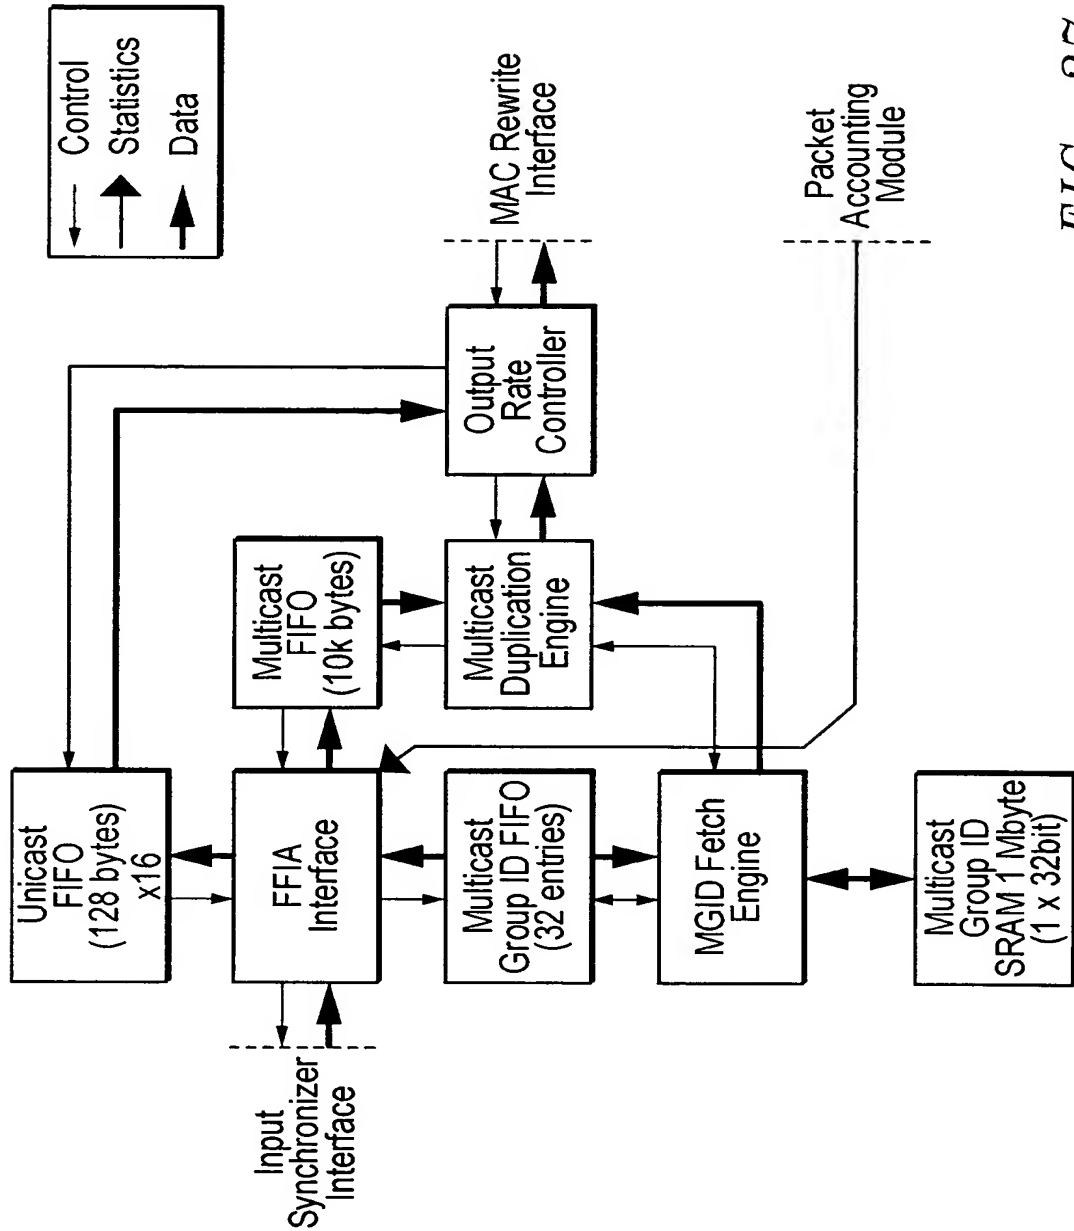 Control
Statistics
Data
Unicast
FIFO
(128 bytes)
x16
Input
Synchronizer
Interface
FFIA
Interface
Multicast
FIFO
(10k bytes)
Multicast
Group ID FIFO
(32 entries)
Multicast
Duplication
Engine
Output
Rate
Controller
MAC Rewrite
Interface
MGID Fetch
Engine
Packet
Accounting
Module
Multicast
Group ID
SRAM 1 Mbyte
(1 x 32bit)
FIG.